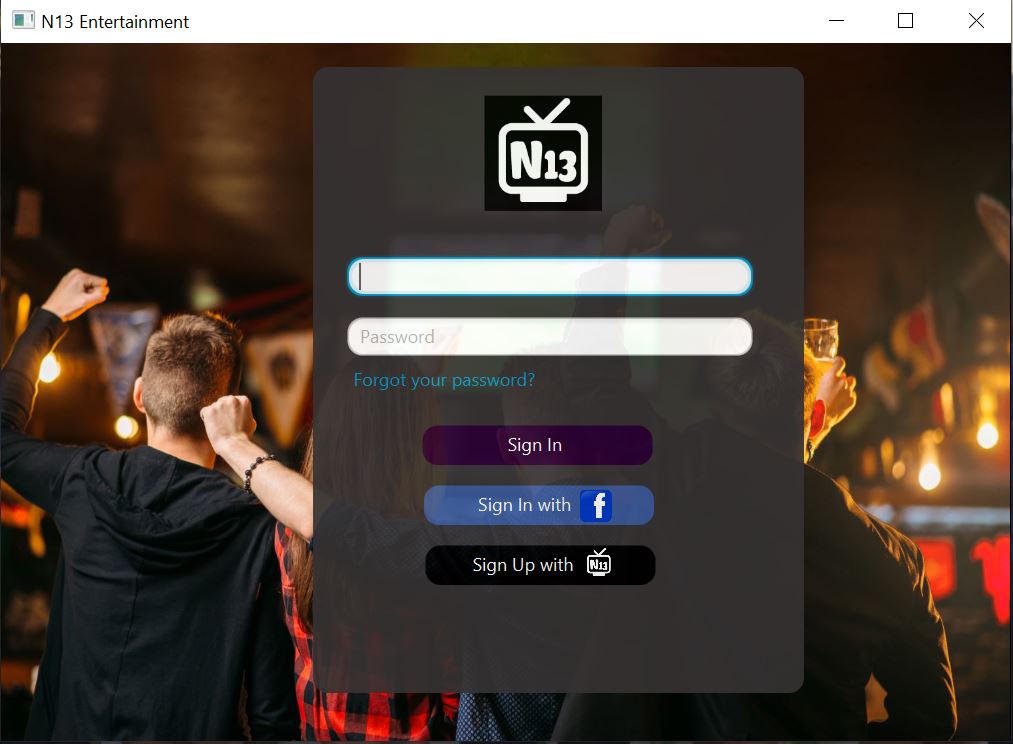 N13 Entertainment
N13
Password
Forgot your password?
Sign In
Sign In with f
Sign Up with N13